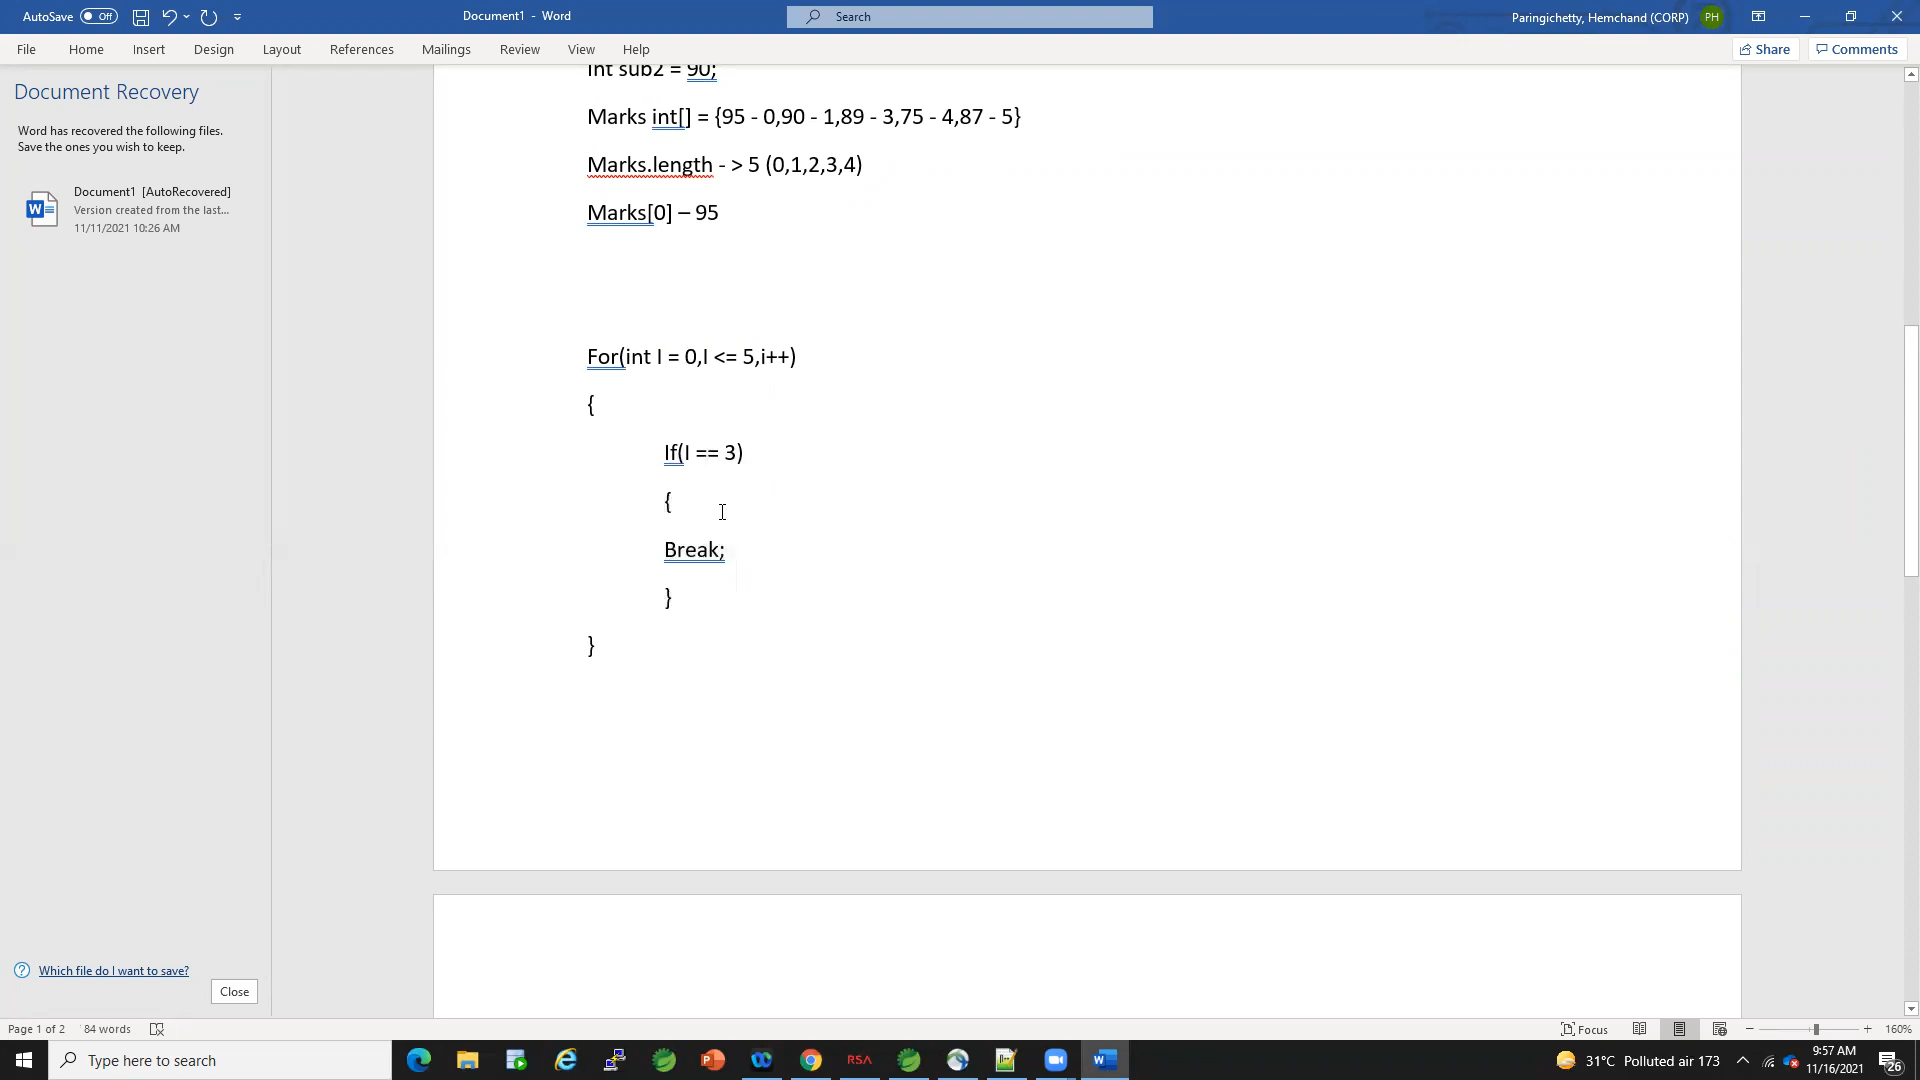 AutoSave Off
Document1 - Word
Search
Paringichetty, Hemchand (CORP) PH
File Home Insert Design Layout References Mailings Review View Help
Share Comments
Document Recovery
Word has recovered the following files.
Save the ones you wish to keep.
Document1 [AutoRecovered]
Version created from the last...
11/11/2021 10:26 AM
Int sub2 = 90;
Marks int[] = {95 - 0,90 - 1,89 - 3,75 - 4,87 - 5}
Marks.length - > 5 (0,1,2,3,4)
Marks[0] – 95
For(int I = 0,I <= 5,i++)
{
If(I == 3)
{
Break;
}
}
Which file do I want to save?
Close
Page 1 of 2 84 words
Focus
160%
Type here to search
RSA
31°C Polluted air 173
9:57 AM
11/16/2021
26